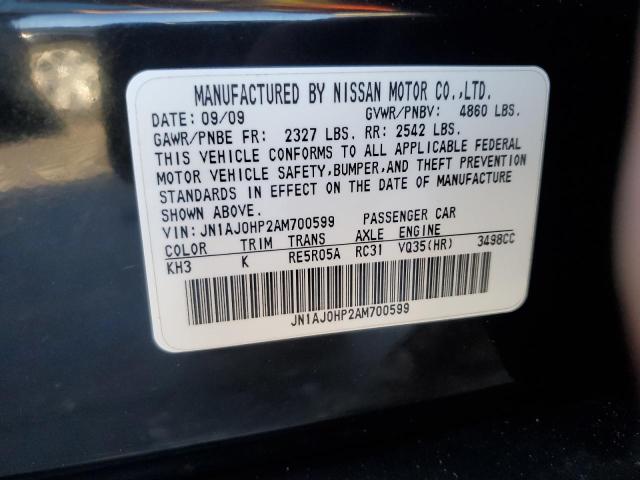 MANUFACTURED BY NISSAN MOTOR CO.,LTD.
DATE: 09/09 GVWR/PNBV: 4860 LBS.
GAWR/PNBE FR: 2327 LBS. RR: 2542 LBS.
THIS VEHICLE CONFORMS TO ALL APPLICABLE FEDERAL
MOTOR VEHICLE SAFETY,BUMPER,AND THEFT PREVENTION
STANDARDS IN EFFECT ON THE DATE OF MANUFACTURE
SHOWN ABOVE.
VIN: JN1AJ0HP2AM700599 PASSENGER CAR
COLOR TRIM TRANS AXLE ENGINE
KH3 K RE5R05A RC31 VQ35(HR) 3498CC
JN1AJ0HP2AM700599